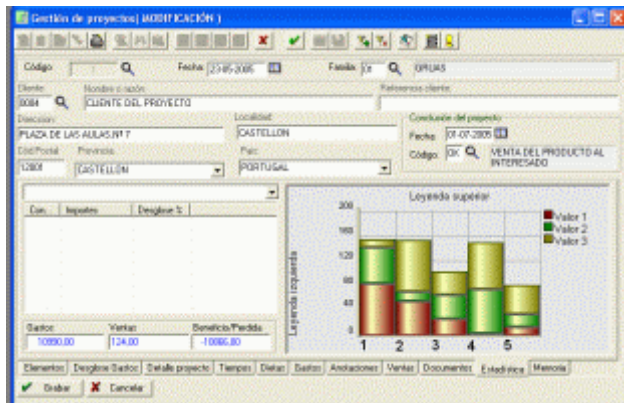 Gestión de proyectos( MODIFICACIÓN )
Código: Fecha: 23-05-2005 Familia: 01 GRUAS
Cliente: Nombre o razón: Referencia cliente:
0004 CLIENTE DEL PROYECTO
Direccion: Localidad: Conclusión del proyecto
PLAZA DE LAS AULAS,Nº 7 CASTELLON Fecha: 01-07-2005
Cód.Postal: Provincia: País: Código: OK VENTA DEL PRODUCTO AL INTERESADO
12001 CASTELLÓN PORTUGAL
Con... Importes Desglose %
Leyenda superior
Leyenda izquierda
200
160
120
80
40
0
1 2 3 4 5
Valor 1
Valor 2
Valor 3
Gastos: Ventas: Beneficio/Perdida
10990.00 124.00 -10866.00
Elementos Desglose Gastos Detalle proyecto Tiempos Dietas Gastos Anotaciones Ventas Documentos Estadística Memoria
Grabar Cancelar